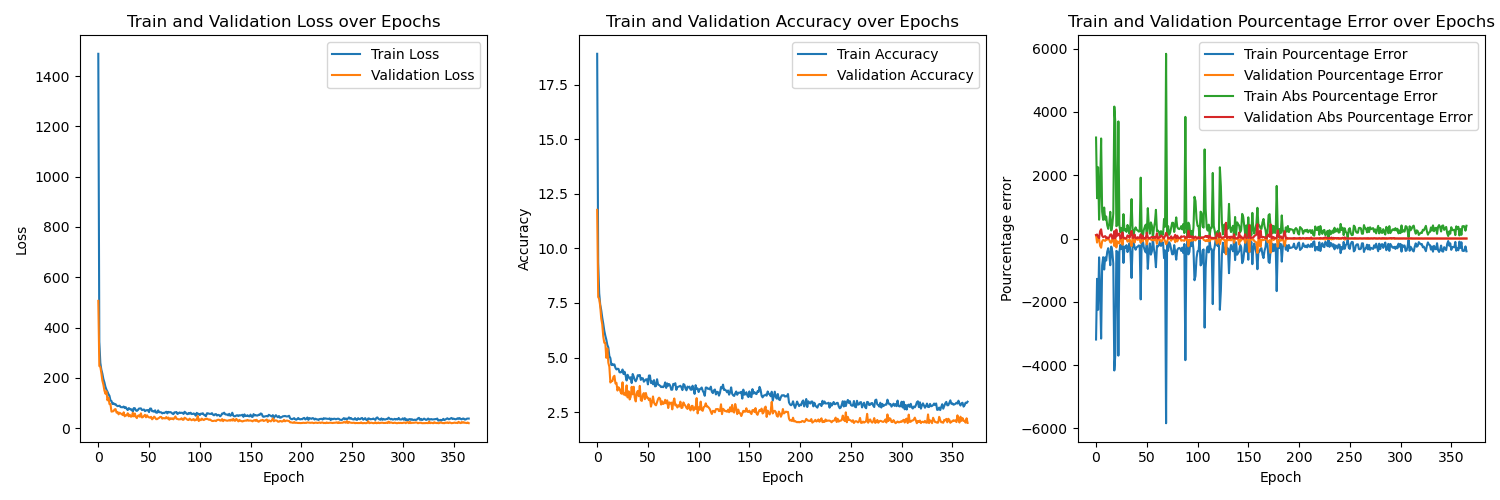 Train and Validation Loss over Epochs
Train Loss
Validation Loss
1400
1200
1000
800
600
400
200
0
Loss
0 50 100 150 200 250 300 350
Epoch
Train and Validation Accuracy over Epochs
Train Accuracy
Validation Accuracy
17.5
15.0
12.5
10.0
7.5
5.0
2.5
Accuracy
0 50 100 150 200 250 300 350
Epoch
Train and Validation Pourcentage Error over Epochs
Train Pourcentage Error
Validation Pourcentage Error
Train Abs Pourcentage Error
Validation Abs Pourcentage Error
6000
4000
2000
0
−2000
−4000
−6000
Pourcentage error
0 50 100 150 200 250 300 350
Epoch